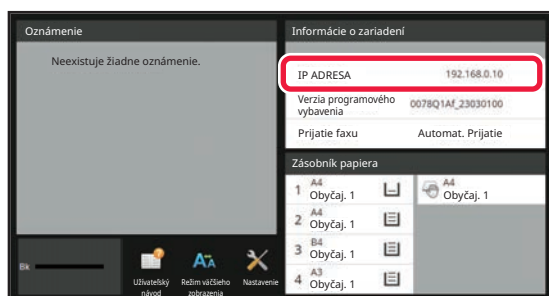 Oznámenie
Neexistuje žiadne oznámenie.
Informácie o zariadení
IP ADRESA 192.168.0.10
Verzia programového
vybavenia 0078Q1Af_23030100
Prijatie faxu Automat. Prijatie
Zásobník papiera
1 A4
Obyčaj. 1
A4
Obyčaj. 1
2 A4
Obyčaj. 1
3 B4
Obyčaj. 1
4 A3
Obyčaj. 1
Bk
Užívateľský
návod
Režim väčšieho
zobrazenia
Nastavenie